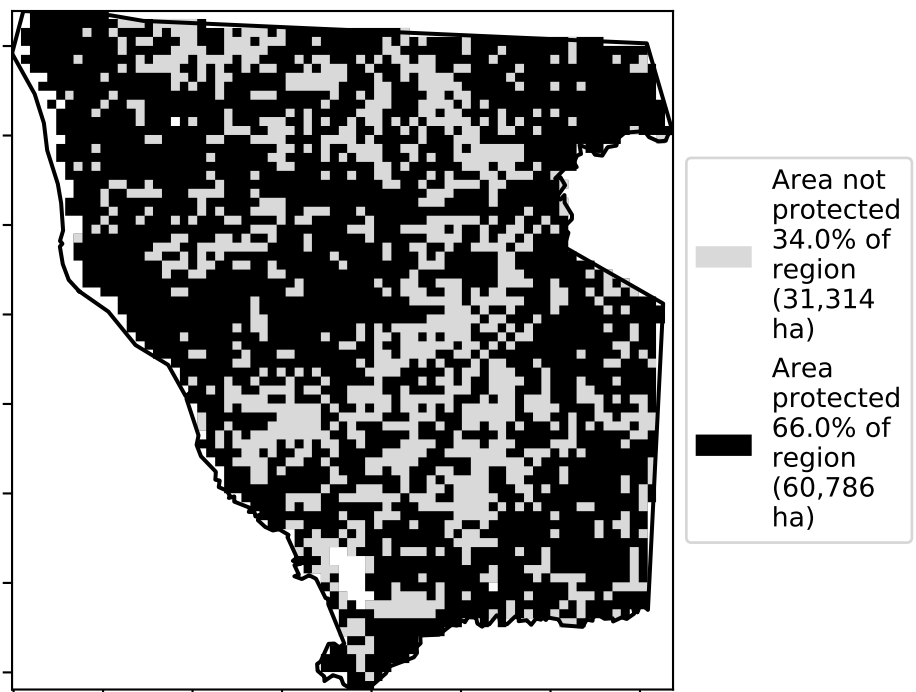 Area not
protected
34.0% of
region
(31,314
ha)
Area
protected
66.0% of
region
(60,786
ha)